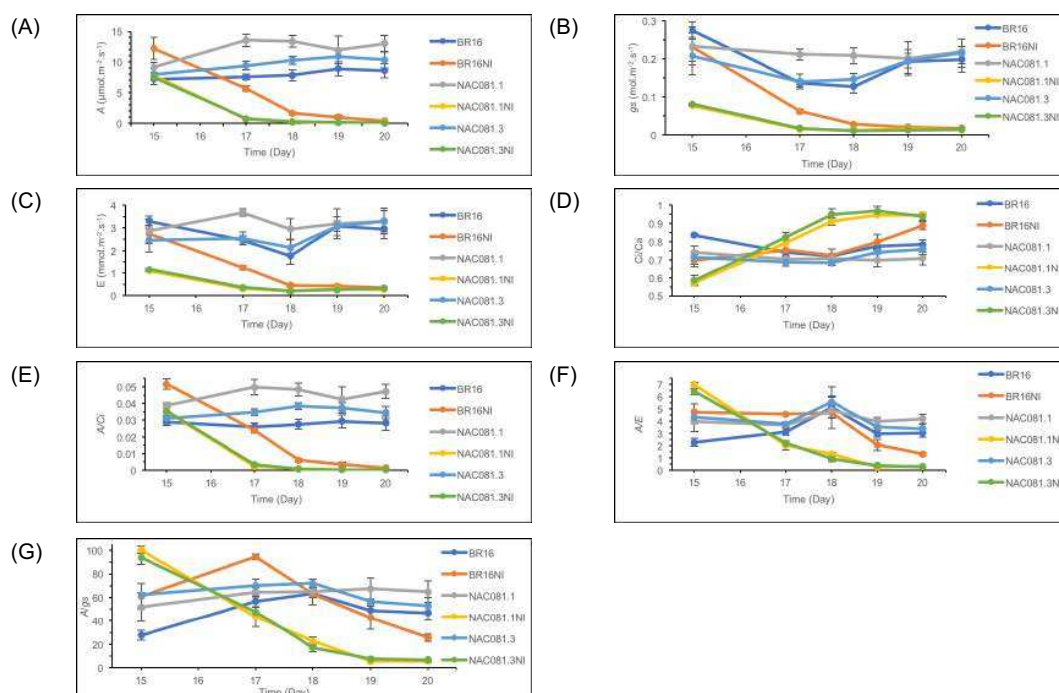 (A)
A (µmol.m⁻².s⁻¹)
15
10
5
0
15 16 17 18 19 20
Time (Day)
BR16
BR16NI
NAC081.1
NAC081.1NI
NAC081.3
NAC081.3NI
(B)
gs (mol.m⁻².s⁻¹)
0.3
0.2
0.1
0
15 16 17 18 19 20
Time (Day)
BR16
BR16NI
NAC081.1
NAC081.1NI
NAC081.3
NAC081.3NI
(C)
E (mmol.m⁻².s⁻¹)
4
3
2
1
0
15 16 17 18 19 20
Time (Day)
BR16
BR16NI
NAC081.1
NAC081.1NI
NAC081.3
NAC081.3NI
(D)
Ci/Ca
1
0.9
0.8
0.7
0.6
0.5
15 16 17 18 19 20
Time (Day)
BR16
BR16NI
NAC081.1
NAC081.1NI
NAC081.3
NAC081.3NI
(E)
A/Ci
0.05
0.04
0.03
0.02
0.01
0
15 16 17 18 19 20
Time (Day)
BR16
BR16NI
NAC081.1
NAC081.1NI
NAC081.3
NAC081.3NI
(F)
A/E
7
6
5
4
3
2
1
0
15 16 17 18 19 20
Time (Day)
BR16
BR16NI
NAC081.1
NAC081.1NI
NAC081.3
NAC081.3NI
(G)
A/gs
100
80
60
40
20
0
15 16 17 18 19 20
Time (Day)
BR16
BR16NI
NAC081.1
NAC081.1NI
NAC081.3
NAC081.3NI